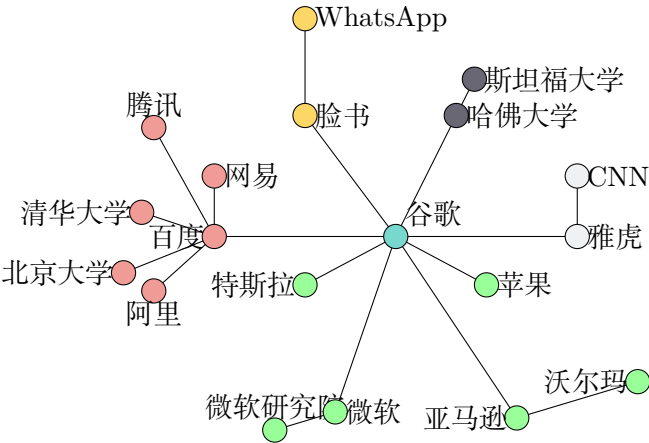 WhatsApp
斯坦福大学
腾讯
脸书
哈佛大学
网易
CNN
清华大学
谷歌
百度
雅虎
北京大学
特斯拉
苹果
阿里
沃尔玛
微软研究院
微软
亚马逊